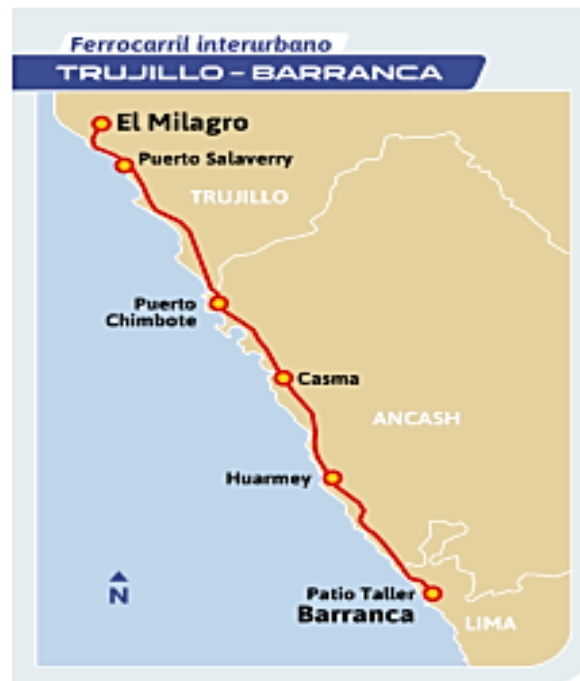 Ferrocarril interurbano
TRUJILLO – BARRANCA
El Milagro
Puerto Salaverry
TRUJILLO
Puerto
Chimbote
Casma
ANCASH
Huarmey
N
Patio Taller
Barranca
LIMA